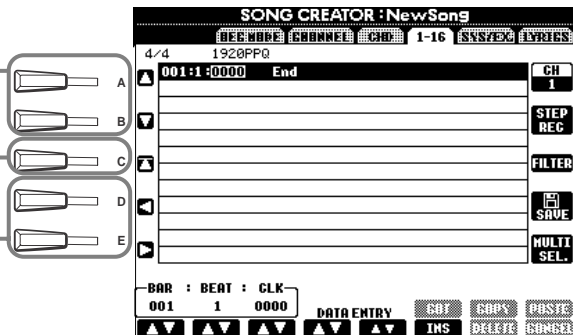 SONG CREATOR : NewSong
REC MODE CHANNEL CHD 1-16 SYS/EX. LYRICS
4/4 1920PPQ
001:1:0000 End
CH
1
A
B
STEP
REC
C
FILTER
D
SAVE
E
MULTI
SEL.
BAR : BEAT : CLK
001 1 0000
DATA ENTRY
CUT COPY PASTE
INS DELETE CANCEL